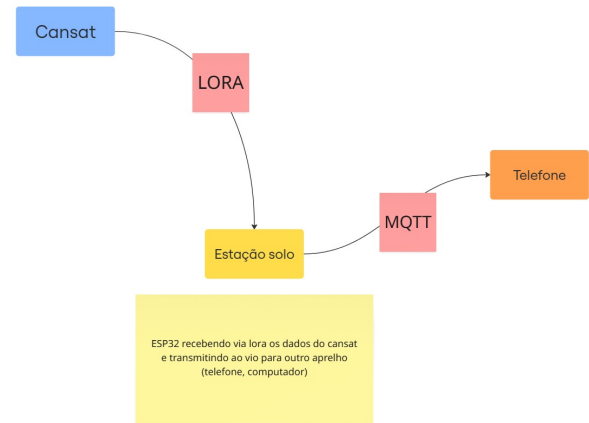 Cansat
LORA
Telefone
MQTT
Estação solo
ESP32 recebendo via lora os dados do cansat
e transmitindo ao vio para outro aprelho
(telefone, computador)